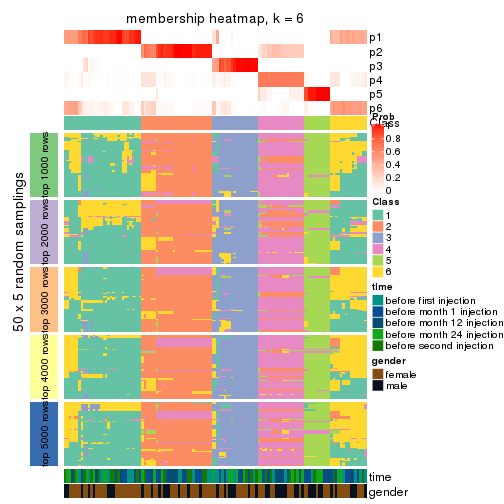 membership heatmap, k = 6
p1
p2
p3
p4
p5
p6
Class
Prob
1
0.8
0.6
0.4
0.2
0
Class
1
2
3
4
5
6
time
before first injection
before month 1 injection
before month 12 injection
before month 24 injection
before second injection
gender
female
male
50 x 5 random samplings
top 1000 rows
top 2000 rows
top 3000 rows
top 4000 rows
top 5000 rows
time
gender